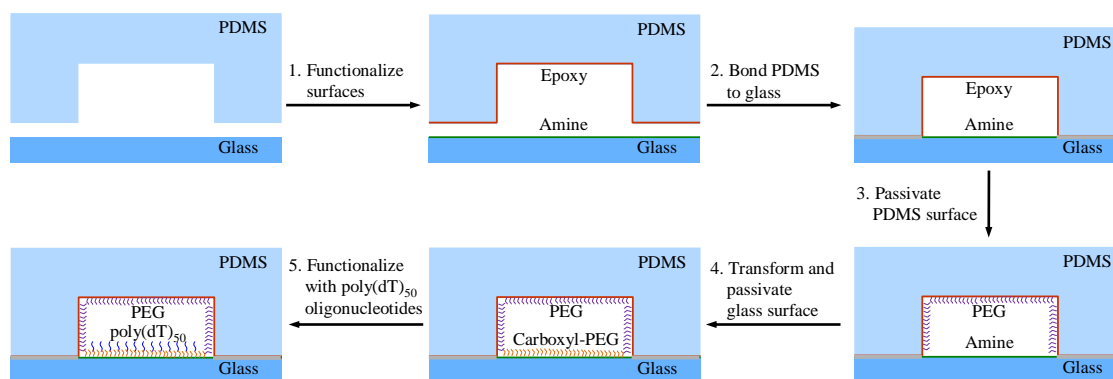 PDMS
Glass
1. Functionalize
surfaces
PDMS
Epoxy
Amine
Glass
2. Bond PDMS
to glass
PDMS
Epoxy
Amine
Glass
3. Passivate
PDMS surface
PDMS
PEG
Amine
Glass
4. Transform and
passivate
glass surface
PDMS
PEG
Carboxyl-PEG
Glass
5. Functionalize
with poly(dT)50
oligonucleotides
PDMS
PEG
poly(dT)50
Glass